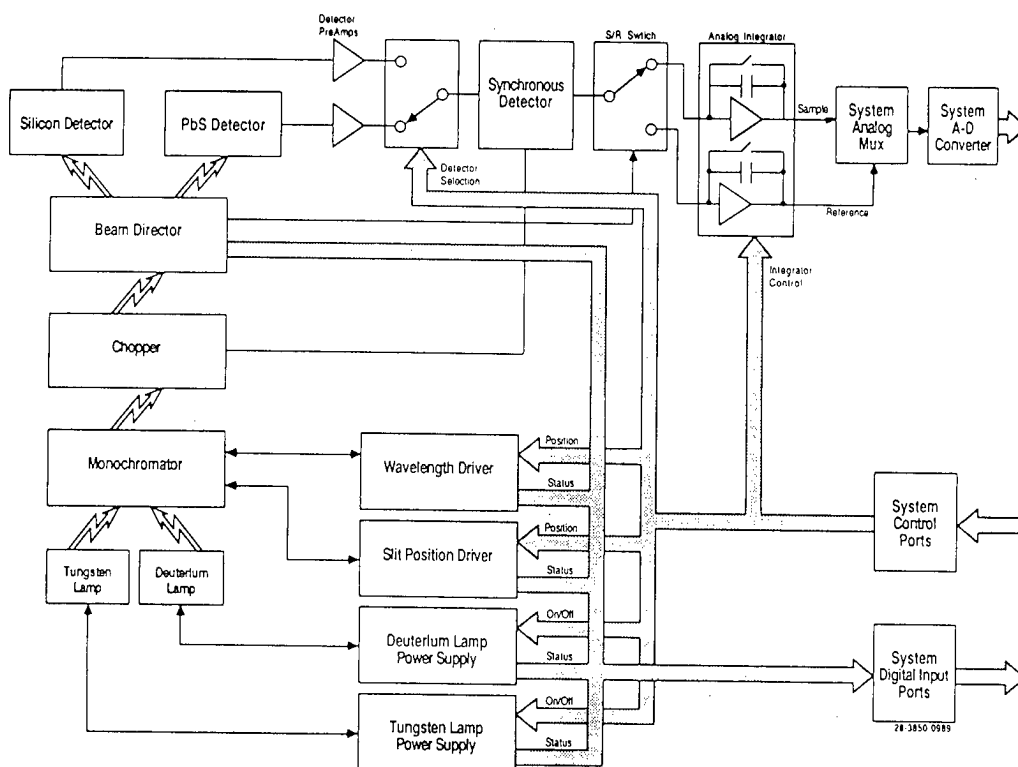 Detector
PreAmps
S/R Switch
Analog Integrator
Silicon Detector
PbS Detector
Synchronous
Detector
Sample
System
Analog
Mux
System
A-D
Converter
Detector
Selection
Reference
Beam Director
Integrator
Control
Chopper
Monochromator
Wavelength Driver
Position
Status
System
Control
Ports
Slit Position Driver
Position
Status
Tungsten
Lamp
Deuterium
Lamp
Deuterium Lamp
Power Supply
On/Off
Status
System
Digital Input
Ports
28-3850 0989
Tungsten Lamp
Power Supply
On/Off
Status